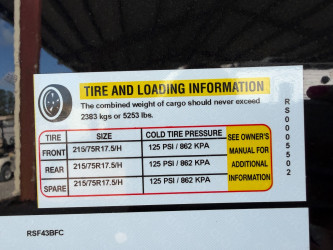 TIRE AND LOADING INFORMATION
The combined weight of cargo should never exceed
2383 kgs or 5253 lbs.
TIRE SIZE COLD TIRE PRESSURE
FRONT 215/75R17.5/H 125 PSI / 862 KPA
REAR 215/75R17.5/H 125 PSI / 862 KPA
SPARE 215/75R17.5/H 125 PSI / 862 KPA
SEE OWNER'S
MANUAL FOR
ADDITIONAL
INFORMATION
RS0005502
RSF43BFC